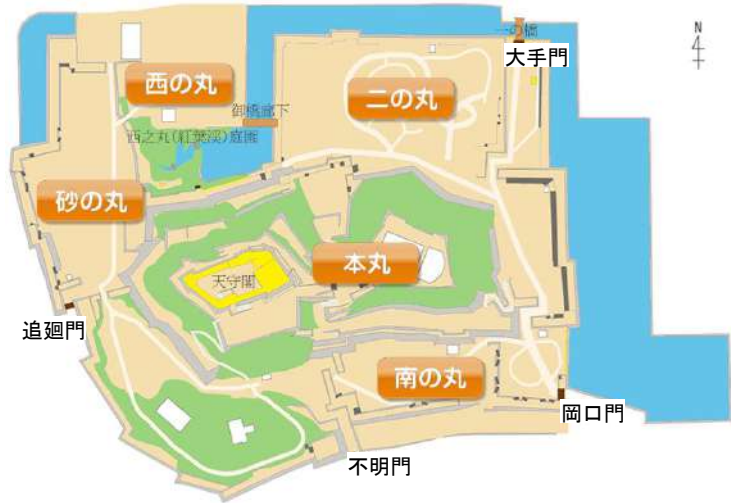 N
一の橋
大手門
西の丸
二の丸
御橋廊下
西之丸(紅葉渓)庭園
砂の丸
本丸
天守閣
追廻門
南の丸
岡口門
不明門